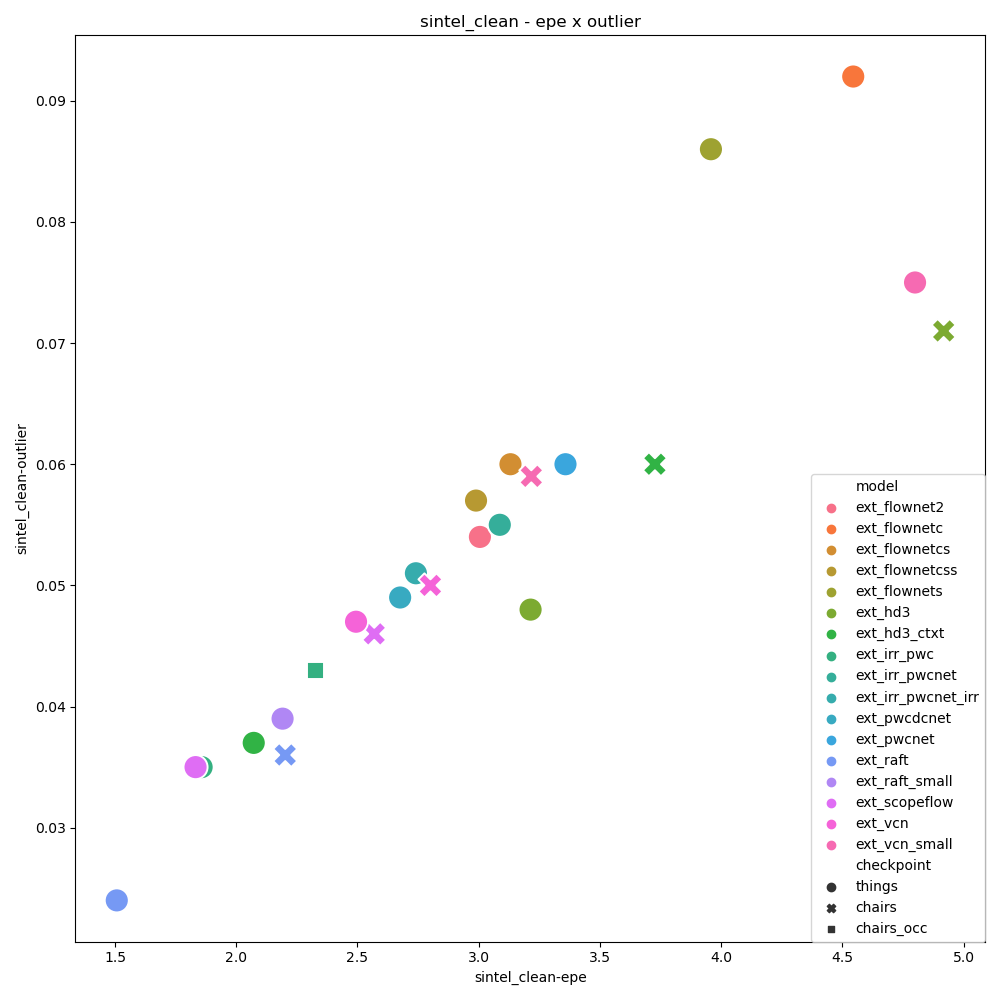 sintel_clean - epe x outlier
0.09
0.08
0.07
0.06
0.05
0.04
0.03
sintel_clean-outlier
model
ext_flownet2
ext_flownetc
ext_flownetcs
ext_flownetcss
ext_flownets
ext_hd3
ext_hd3_ctxt
ext_irr_pwc
ext_irr_pwcnet
ext_irr_pwcnet_irr
ext_pwcdcnet
ext_pwcnet
ext_raft
ext_raft_small
ext_scopeflow
ext_vcn
ext_vcn_small
checkpoint
things
chairs
chairs_occ
1.5 2.0 2.5 3.0 3.5 4.0 4.5 5.0
sintel_clean-epe